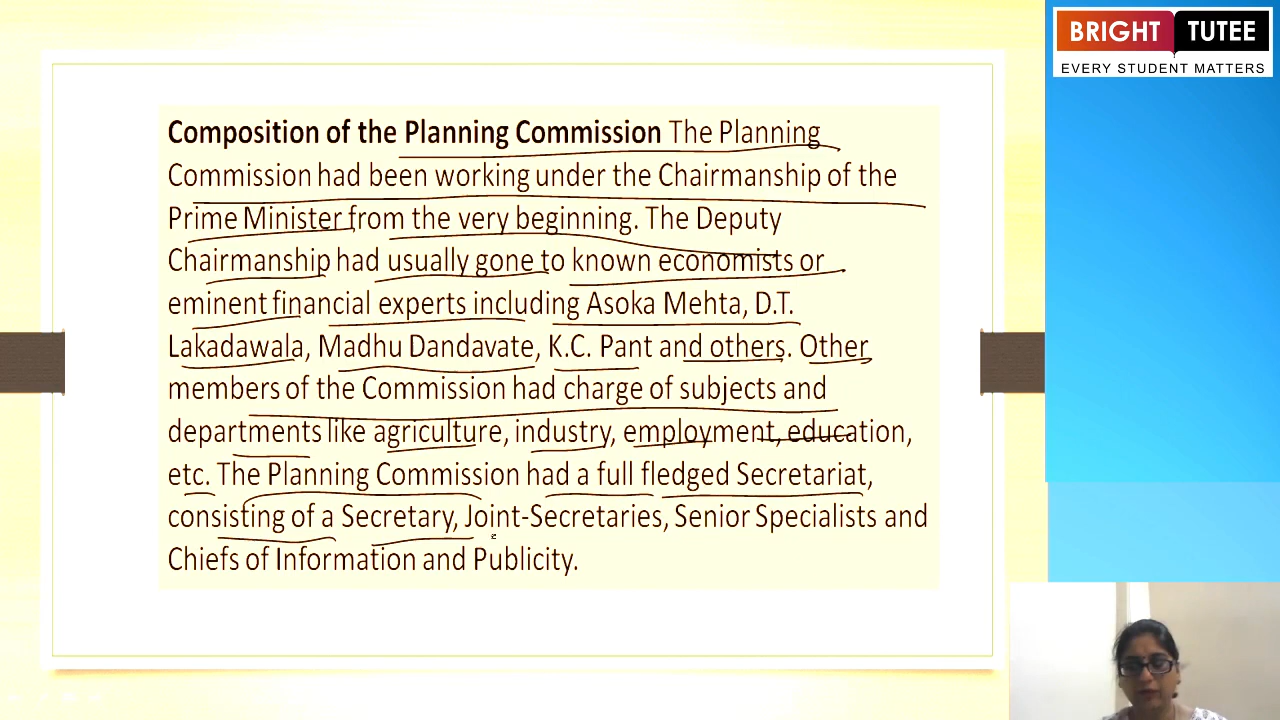 BRIGHT TUTEE
EVERY STUDENT MATTERS
Composition of the Planning Commission The Planning
Commission had been working under the Chairmanship of the
Prime Minister from the very beginning. The Deputy
Chairmanship had usually gone to known economists or
eminent financial experts including Asoka Mehta, D.T.
Lakadawala, Madhu Dandavate, K.C. Pant and others. Other
members of the Commission had charge of subjects and
departments like agriculture, industry, employment, education,
etc. The Planning Commission had a full fledged Secretariat,
consisting of a Secretary, Joint-Secretaries, Senior Specialists and
Chiefs of Information and Publicity.